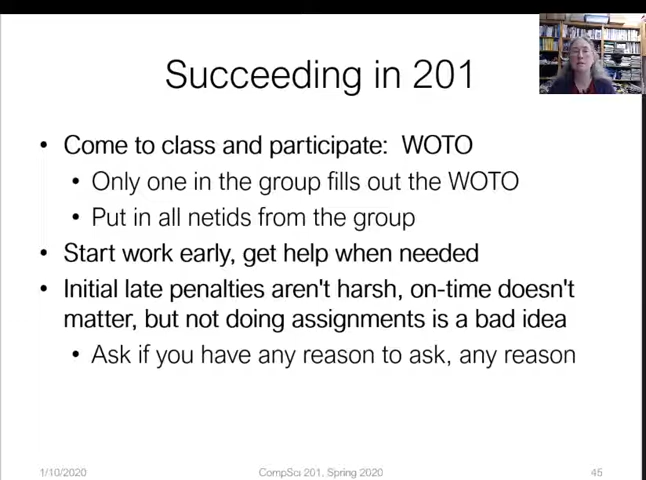 Succeeding in 201
• Come to class and participate: WOTO
• Only one in the group fills out the WOTO
• Put in all netids from the group
• Start work early, get help when needed
• Initial late penalties aren't harsh, on-time doesn't
matter, but not doing assignments is a bad idea
• Ask if you have any reason to ask, any reason
1/10/2020 CompSci 201, Spring 2020 45